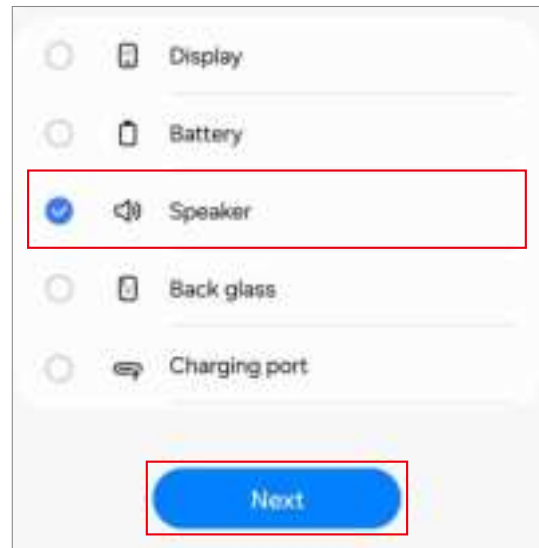 Display
Battery
Speaker
Back glass
Charging port
Next